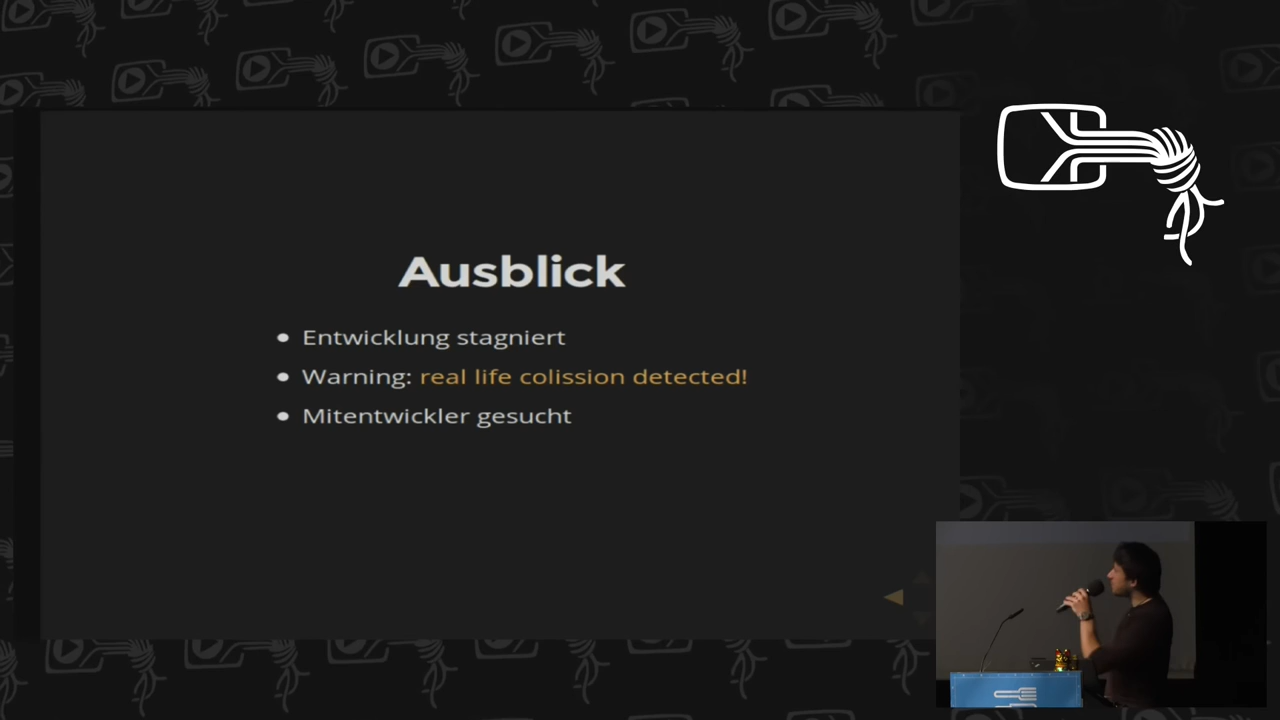 Ausblick
Entwicklung stagniert
Warning: real life colission detected!
Mitentwickler gesucht